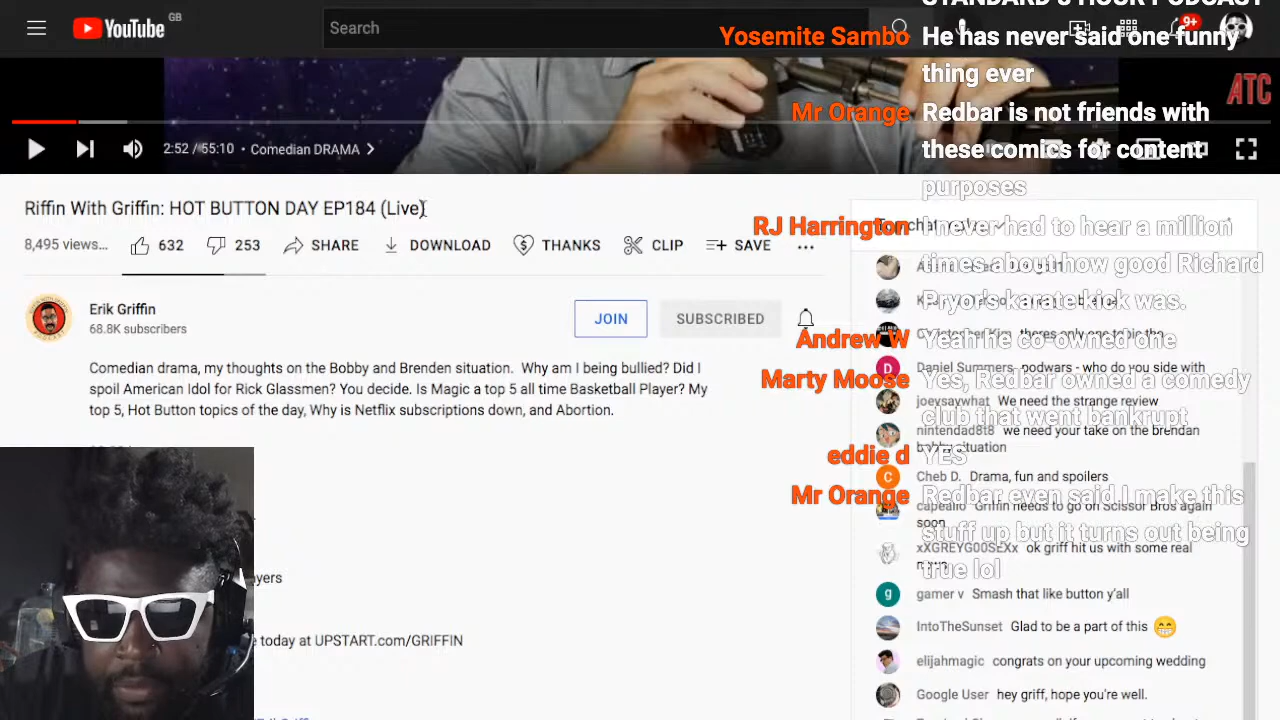 STANDARD 3 HOUR PODCAST
YouTube GB
Search
9+
Yosemite Sambo He has never said one funny
thing ever
ATC
Mr Orange Redbar is not friends with
these comics for content
purposes
2:52 / 55:10 • Comedian DRAMA
Riffin With Griffin: HOT BUTTON DAY EP184 (Live)
8,495 views...
632
253
SHARE
DOWNLOAD
THANKS
CLIP
SAVE
RJ Harrington I never had to hear a million
times about how good Richard
Pryor's karate kick was.
Erik Griffin
68.8K subscribers
JOIN
SUBSCRIBED
Andrew W Yeah he co-owned one
Comedian drama, my thoughts on the Bobby and Brenden situation. Why am I being bullied? Did I
spoil American Idol for Rick Glassmen? You decide. Is Magic a top 5 all time Basketball Player? My
top 5, Hot Button topics of the day, Why is Netflix subscriptions down, and Abortion.
Marty Moose Yes, Redbar owned a comedy
club that went bankrupt
Daniel Summers podwars - who do you side with
joeysaywhat We need the strange review
nintendad8t8 we need your take on the brendan
bobby situation
eddie d YES
Cheb D. Drama, fun and spoilers
Mr Orange Redbar even said I make this
stuff up but it turns out being
true lol
capealio Griffin needs to go on Scissor Bros again
soon
xXGREYG00SEXx ok griff hit us with some real
ayers
gamer v Smash that like button y'all
IntoTheSunset Glad to be a part of this 😁
e today at UPSTART.com/GRIFFIN
elijahmagic congrats on your upcoming wedding
Google User hey griff, hope you're well.